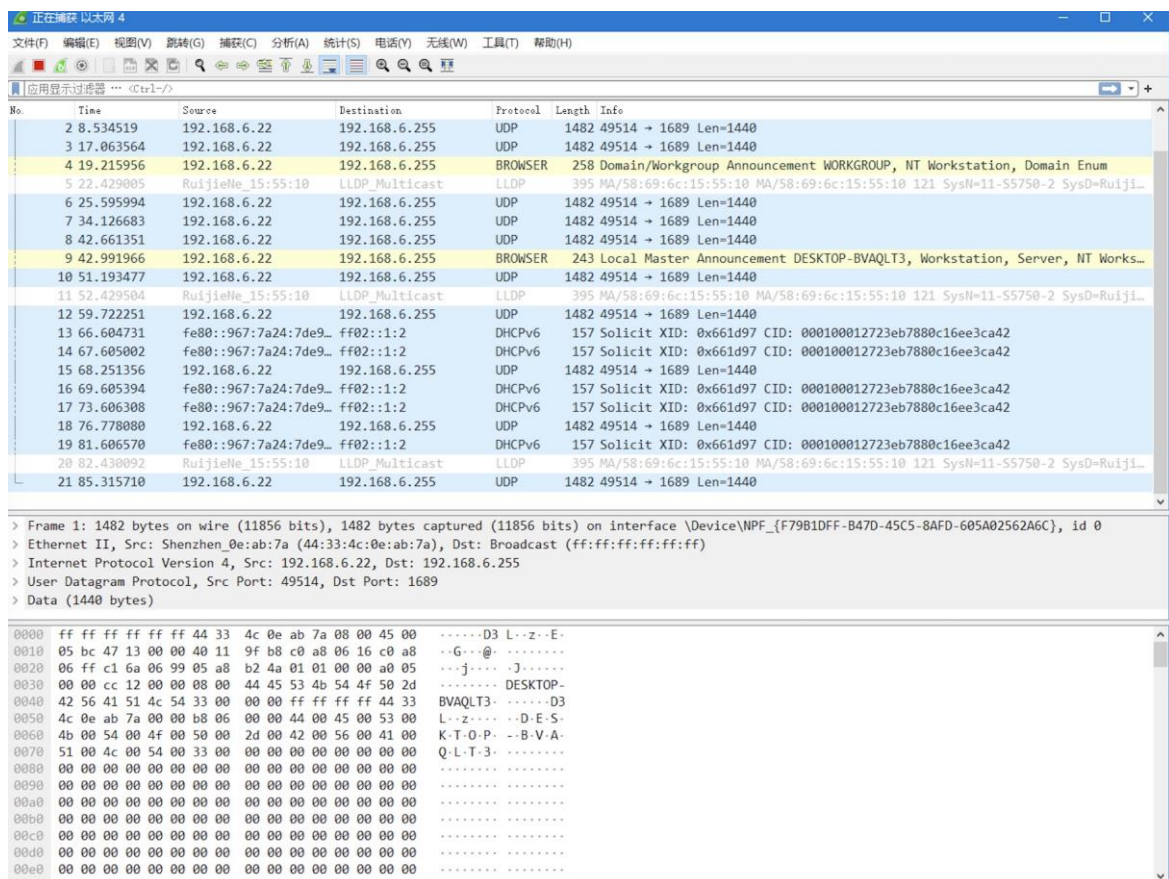 正在捕获 以太网 4
文件(F) 编辑(E) 视图(V) 跳转(G) 捕获(C) 分析(A) 统计(S) 电话(Y) 无线(W) 工具(T) 帮助(H)
应用显示过滤器 … <Ctrl-/>
No. Time Source Destination Protocol Length Info
2 8.534519 192.168.6.22 192.168.6.255 UDP 1482 49514 → 1689 Len=1440
3 17.063564 192.168.6.22 192.168.6.255 UDP 1482 49514 → 1689 Len=1440
4 19.215956 192.168.6.22 192.168.6.255 BROWSER 258 Domain/Workgroup Announcement WORKGROUP, NT Workstation, Domain Enum
5 22.429005 RuijieNe_15:55:10 LLDP_Multicast LLDP 395 MA/58:69:6c:15:55:10 MA/58:69:6c:15:55:10 121 SysN=11-S5750-2 SysD=Ruiji…
6 25.595994 192.168.6.22 192.168.6.255 UDP 1482 49514 → 1689 Len=1440
7 34.126683 192.168.6.22 192.168.6.255 UDP 1482 49514 → 1689 Len=1440
8 42.661351 192.168.6.22 192.168.6.255 UDP 1482 49514 → 1689 Len=1440
9 42.991966 192.168.6.22 192.168.6.255 BROWSER 243 Local Master Announcement DESKTOP-BVAQLT3, Workstation, Server, NT Works…
10 51.193477 192.168.6.22 192.168.6.255 UDP 1482 49514 → 1689 Len=1440
11 52.429504 RuijieNe_15:55:10 LLDP_Multicast LLDP 395 MA/58:69:6c:15:55:10 MA/58:69:6c:15:55:10 121 SysN=11-S5750-2 SysD=Ruiji…
12 59.722251 192.168.6.22 192.168.6.255 UDP 1482 49514 → 1689 Len=1440
13 66.604731 fe80::967:7a24:7de9… ff02::1:2 DHCPv6 157 Solicit XID: 0x661d97 CID: 000100012723eb7880c16ee3ca42
14 67.605002 fe80::967:7a24:7de9… ff02::1:2 DHCPv6 157 Solicit XID: 0x661d97 CID: 000100012723eb7880c16ee3ca42
15 68.251356 192.168.6.22 192.168.6.255 UDP 1482 49514 → 1689 Len=1440
16 69.605394 fe80::967:7a24:7de9… ff02::1:2 DHCPv6 157 Solicit XID: 0x661d97 CID: 000100012723eb7880c16ee3ca42
17 73.606308 fe80::967:7a24:7de9… ff02::1:2 DHCPv6 157 Solicit XID: 0x661d97 CID: 000100012723eb7880c16ee3ca42
18 76.778080 192.168.6.22 192.168.6.255 UDP 1482 49514 → 1689 Len=1440
19 81.606570 fe80::967:7a24:7de9… ff02::1:2 DHCPv6 157 Solicit XID: 0x661d97 CID: 000100012723eb7880c16ee3ca42
20 82.430092 RuijieNe_15:55:10 LLDP_Multicast LLDP 395 MA/58:69:6c:15:55:10 MA/58:69:6c:15:55:10 121 SysN=11-S5750-2 SysD=Ruiji…
21 85.315710 192.168.6.22 192.168.6.255 UDP 1482 49514 → 1689 Len=1440
> Frame 1: 1482 bytes on wire (11856 bits), 1482 bytes captured (11856 bits) on interface \Device\NPF_{F79B1DFF-B47D-45C5-8AFD-605A02562A6C}, id 0
> Ethernet II, Src: Shenzhen_0e:ab:7a (44:33:4c:0e:ab:7a), Dst: Broadcast (ff:ff:ff:ff:ff:ff)
> Internet Protocol Version 4, Src: 192.168.6.22, Dst: 192.168.6.255
> User Datagram Protocol, Src Port: 49514, Dst Port: 1689
> Data (1440 bytes)
0000 ff ff ff ff ff ff 44 33 4c 0e ab 7a 08 00 45 00 ······D3 L··z··E·
0010 05 bc 47 13 00 00 40 11 9f b8 c0 a8 06 16 c0 a8 ··G···@· ········
0020 06 ff c1 6a 06 99 05 a8 b2 4a 01 01 00 00 a0 05 ···j···· ·J······
0030 00 00 cc 12 00 00 08 00 44 45 53 4b 54 4f 50 2d ········ DESKTOP-
0040 42 56 41 51 4c 54 33 00 00 00 ff ff ff ff 44 33 BVAQLT3· ······D3
0050 4c 0e ab 7a 00 00 b8 06 00 00 44 00 45 00 53 00 L··z···· ··D·E·S·
0060 4b 00 54 00 4f 00 50 00 2d 00 42 00 56 00 41 00 K·T·O·P· -·B·V·A·
0070 51 00 4c 00 54 00 33 00 00 00 00 00 00 00 00 00 Q·L·T·3· ········
0080 00 00 00 00 00 00 00 00 00 00 00 00 00 00 00 00 ········ ········
0090 00 00 00 00 00 00 00 00 00 00 00 00 00 00 00 00 ········ ········
00a0 00 00 00 00 00 00 00 00 00 00 00 00 00 00 00 00 ········ ········
00b0 00 00 00 00 00 00 00 00 00 00 00 00 00 00 00 00 ········ ········
00c0 00 00 00 00 00 00 00 00 00 00 00 00 00 00 00 00 ········ ········
00d0 00 00 00 00 00 00 00 00 00 00 00 00 00 00 00 00 ········ ········
00e0 00 00 00 00 00 00 00 00 00 00 00 00 00 00 00 00 ········ ········